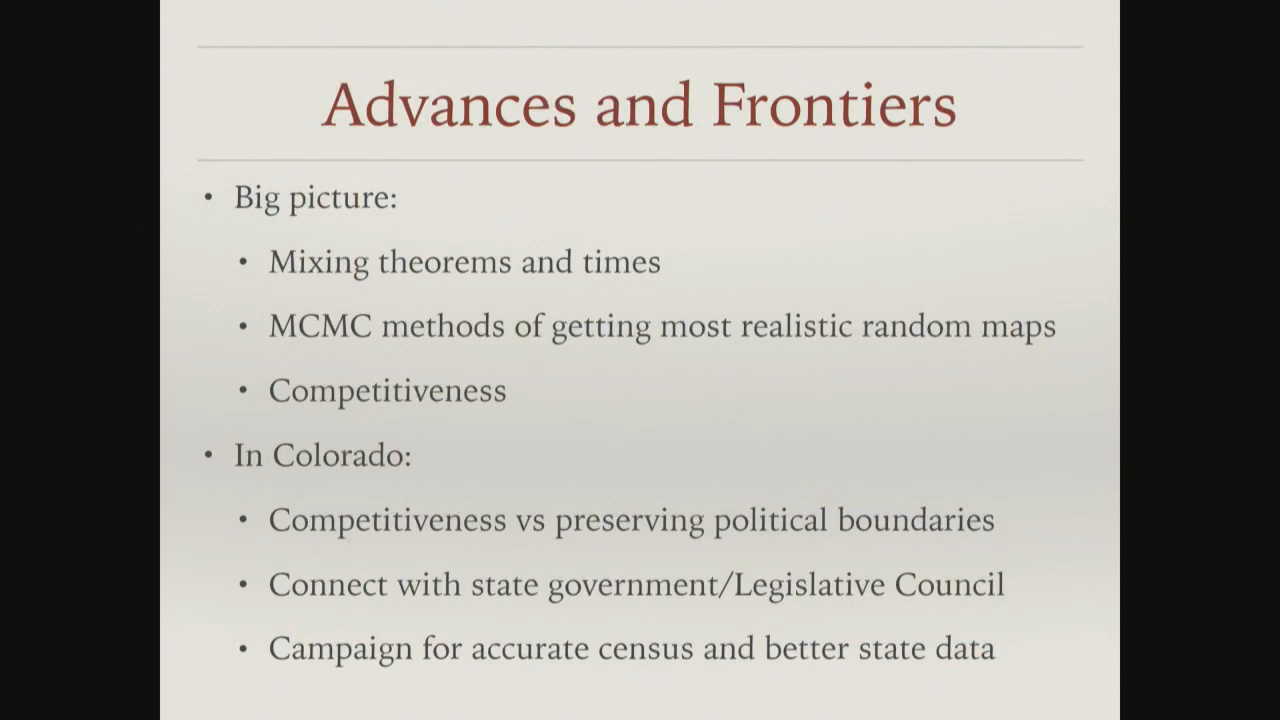 Advances and Frontiers
• Big picture:
• Mixing theorems and times
• MCMC methods of getting most realistic random maps
• Competitiveness
• In Colorado:
• Competitiveness vs preserving political boundaries
• Connect with state government/Legislative Council
• Campaign for accurate census and better state data